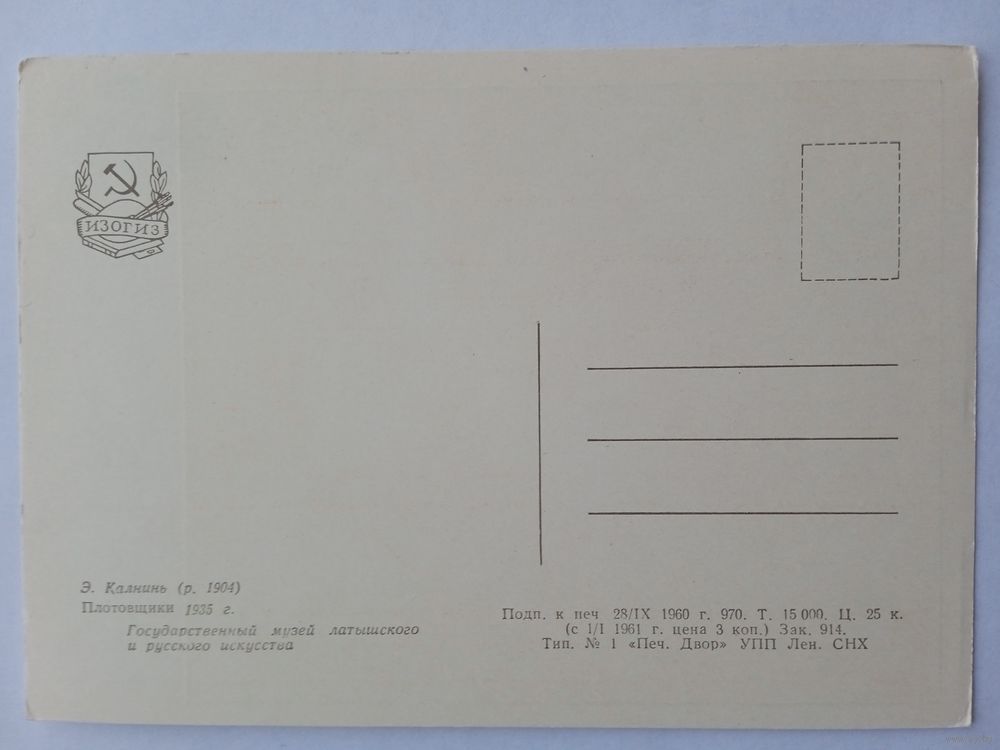 ИЗОГИЗ
Э. Калнинь (р. 1904)
Плотовщики 1935 г.
Государственный музей латышского
и русского искусства
Подп. к печ 28/IX 1960 г. 970. Т. 15 000. Ц. 25 к.
(с 1/I 1961 г. цена 3 коп.) Зак. 914.
Тип. № 1 «Печ. Двор» УПП Лен. СНХ